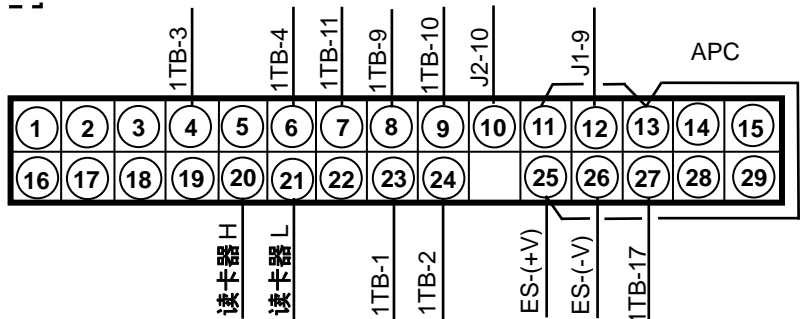 1TB-3
1TB-4
1TB-11
1TB-9
1TB-10
J2-10
J1-9
APC
1 2 3 4 5 6 7 8 9 10 11 12 13 14 15
16 17 18 19 20 21 22 23 24 25 26 27 28 29
读卡器 H
读卡器 L
1TB-1
1TB-2
ES-(+V)
ES-(-V)
1TB-17